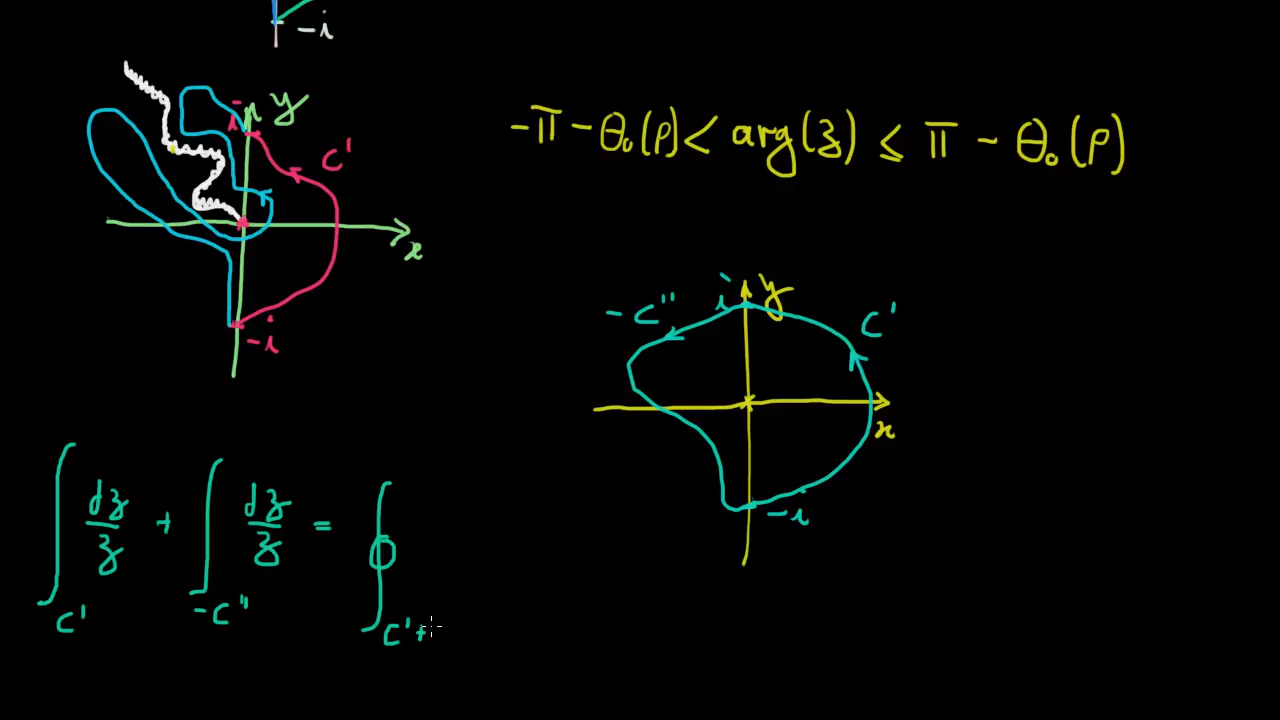 -i
y
i
C'
x
-i
-π - θ₀(ρ) < arg(z) ≤ π - θ₀(ρ)
y
i
-C''
C'
x
-i
∫_{C'} dz/z + ∫_{-C''} dz/z = ∮_{C'+